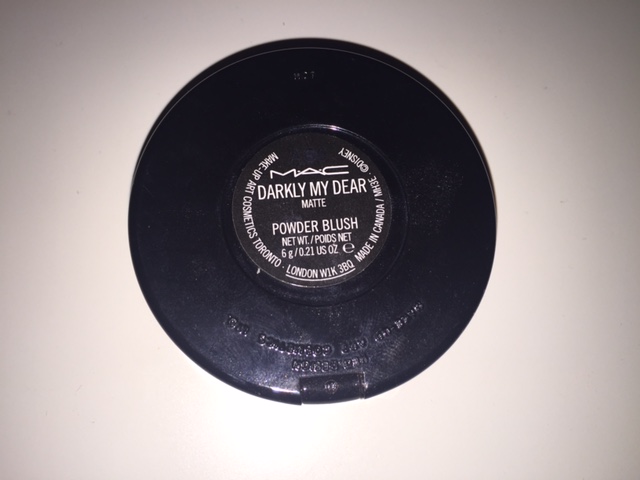 MAC
DARKLY MY DEAR
MATTE
POWDER BLUSH
NET WT./POIDS NET
6 g/0.21 US OZ ℮
MAKE-UP ART COSMETICS TORONTO · LONDON W1K 3BQ MADE IN CANADA/ ©DISNEY